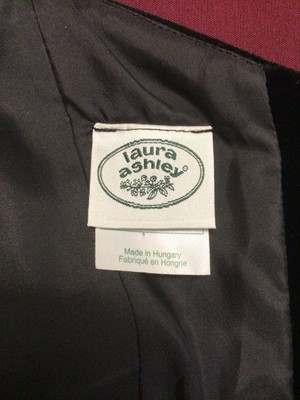 laura
ashley
Made in Hungary
Fabriqué en Hongrie